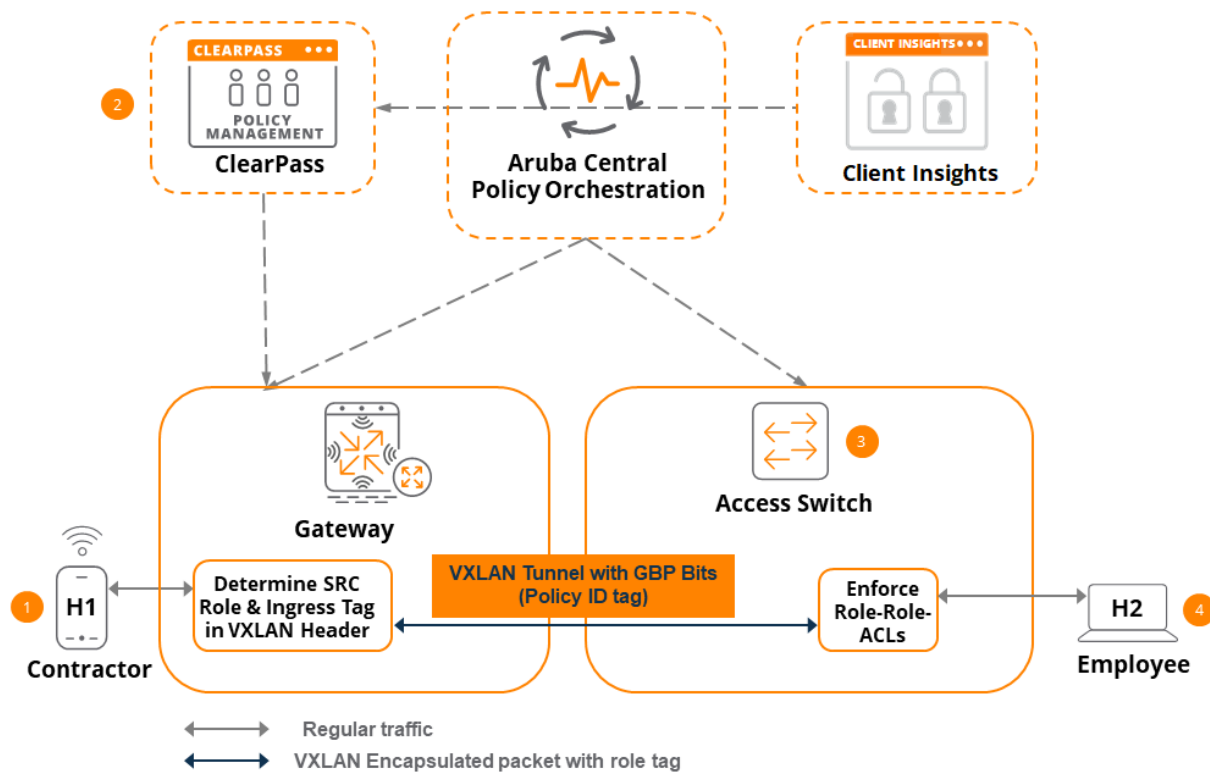 CLEARPASS
POLICY
MANAGEMENT
ClearPass
2
Aruba Central
Policy Orchestration
CLIENT INSIGHTS
Client Insights
Gateway
Access Switch
3
1
H1
Contractor
Determine SRC
Role & Ingress Tag
in VXLAN Header
VXLAN Tunnel with GBP Bits
(Policy ID tag)
Enforce
Role-Role-
ACLs
H2
4
Employee
Regular traffic
VXLAN Encapsulated packet with role tag